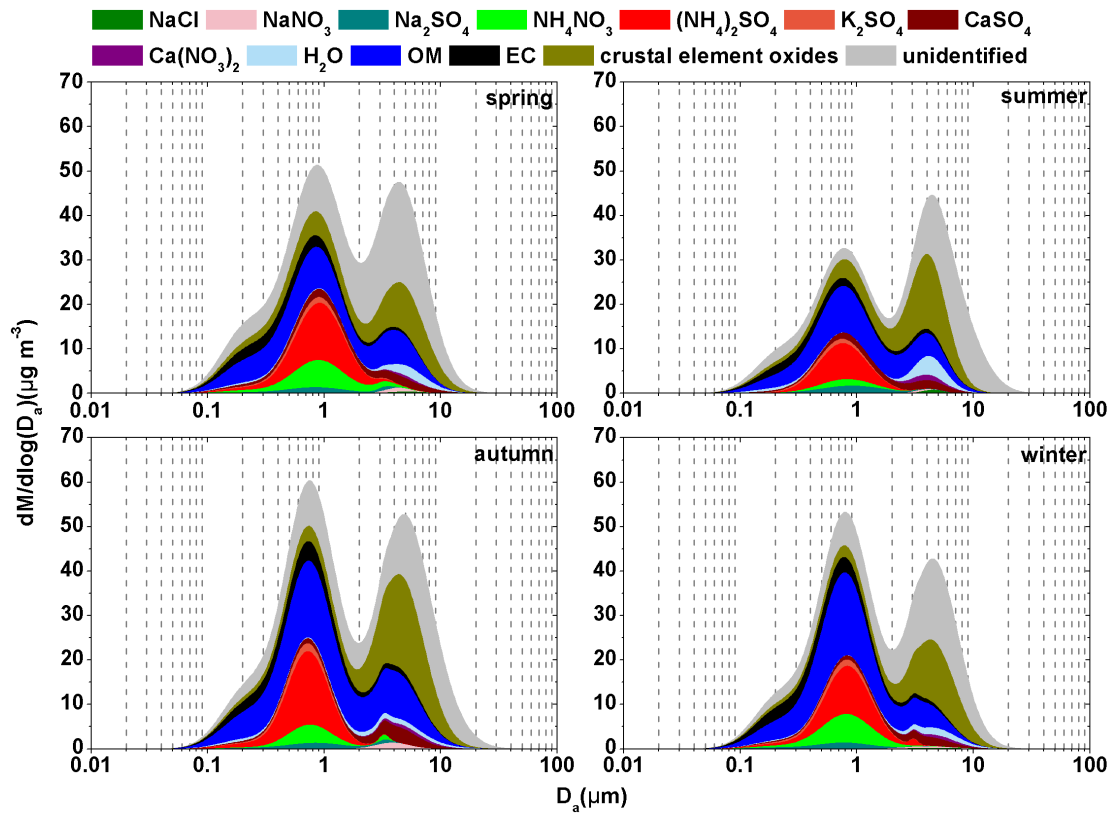 NaCl NaNO₃ Na₂SO₄ NH₄NO₃ (NH₄)₂SO₄ K₂SO₄ CaSO₄
Ca(NO₃)₂ H₂O OM EC crustal element oxides unidentified
spring
70
60
50
40
30
20
10
0
0.01 0.1 1 10 100
summer
70
60
50
40
30
20
10
0
0.01 0.1 1 10 100
dM/dlog(Dₐ)(μg m⁻³)
autumn
70
60
50
40
30
20
10
0
0.01 0.1 1 10 100
winter
70
60
50
40
30
20
10
0
0.01 0.1 1 10 100
Dₐ(μm)